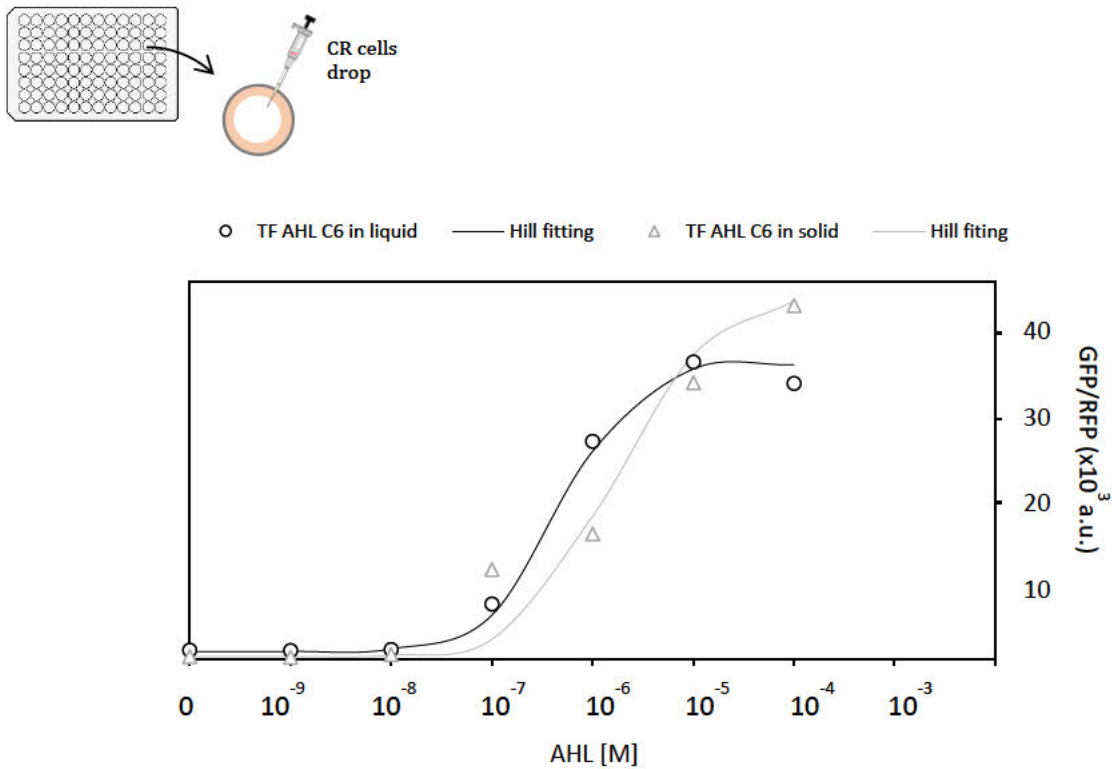 CR cells
drop
TF AHL C6 in liquid Hill fitting TF AHL C6 in solid Hill fiting
40
30
20
10
GFP/RFP (x10³ a.u.)
0 10⁻⁹ 10⁻⁸ 10⁻⁷ 10⁻⁶ 10⁻⁵ 10⁻⁴ 10⁻³
AHL [M]